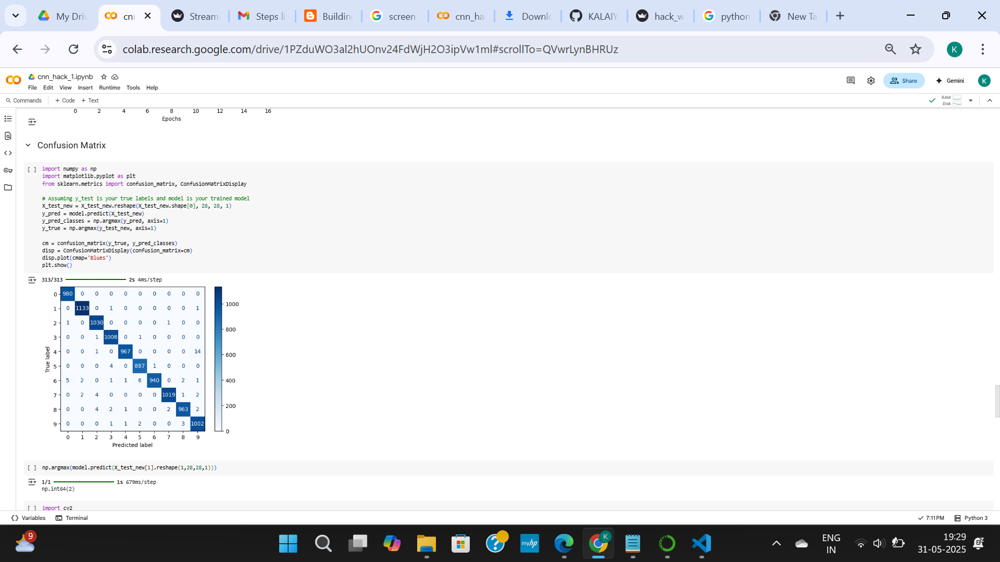 My Dri
cn
Stream
Steps li
Building
screen
cnn_ha
Downlo
KALAIY
hack_w
python
New Ta
colab.research.google.com/drive/1PZduWO3al2hUOnv24FdWjH2O3ipVw1ml#scrollTo=QVwrLynBHRUz
K
cnn_hack_1.ipynb
Share
Gemini
K
File Edit View Insert Runtime Tools Help
Commands + Code + Text
RAM
Disk
0 2 4 6 8 10 12 14 16
Epochs
Confusion Matrix
[ ] import numpy as np
import matplotlib.pyplot as plt
from sklearn.metrics import confusion_matrix, ConfusionMatrixDisplay
# Assuming y_test is your true labels and model is your trained model
X_test_new = X_test_new.reshape(X_test_new.shape[0], 28, 28, 1)
y_pred = model.predict(X_test_new)
y_pred_classes = np.argmax(y_pred, axis=1)
y_true = np.argmax(y_test_new, axis=1)
cm = confusion_matrix(y_true, y_pred_classes)
disp = ConfusionMatrixDisplay(confusion_matrix=cm)
disp.plot(cmap='Blues')
plt.show()
313/313 2s 4ms/step
0 980 0 0 0 0 0 0 0 0 0
1 0 1133 0 1 0 0 0 0 0 1
2 1 0 1030 0 0 0 0 1 0 0
3 0 0 1 1008 0 1 0 0 0 0
4 0 0 1 0 967 0 0 0 0 14
5 0 0 0 4 0 887 1 0 0 0
6 5 2 0 1 1 6 940 0 2 1
7 0 2 4 0 0 0 0 1019 1 2
8 0 0 4 2 1 0 0 2 963 2
9 0 0 0 1 1 2 0 0 3 1002
0 1 2 3 4 5 6 7 8 9
Predicted label
True label
1000
800
600
400
200
0
[ ] np.argmax(model.predict(X_test_new[1].reshape(1,28,28,1)))
1/1 1s 679ms/step
np.int64(2)
[ ] import cv2
Variables Terminal
7:11PM Python 3
9
myhp
K
ENG
IN
19:29
31-05-2025